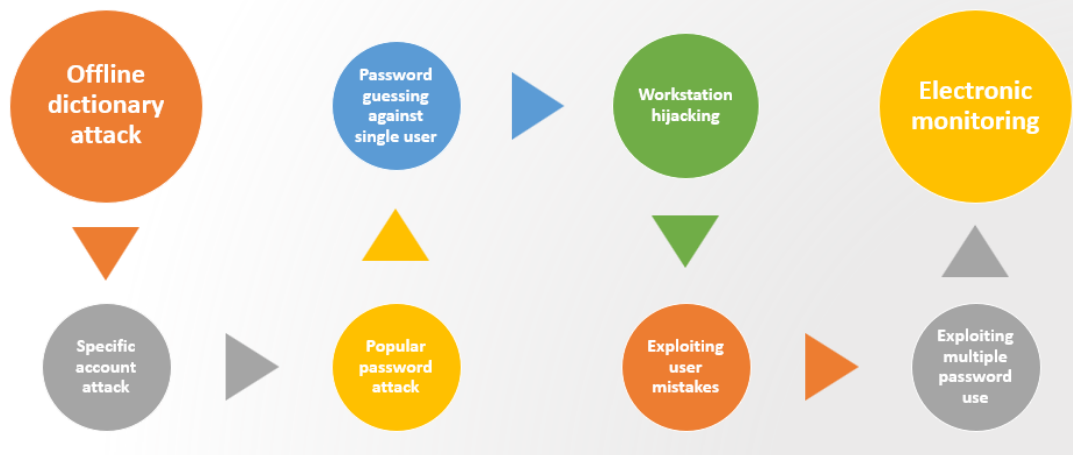 Offline
dictionary
attack
Specific
account
attack
Popular
password
attack
Password
guessing
against
single user
Workstation
hijacking
Exploiting
user
mistakes
Exploiting
multiple
password
use
Electronic
monitoring